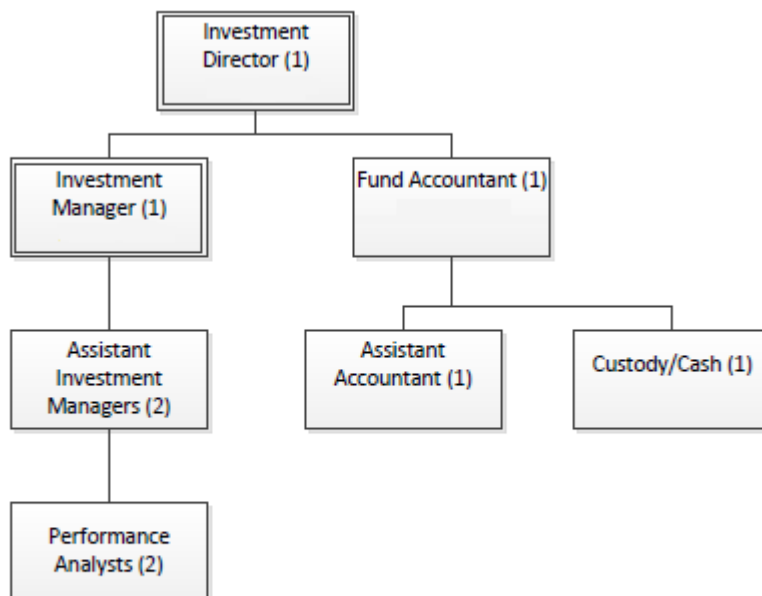 Investment
Director (1)
Investment
Manager (1)
Fund Accountant (1)
Assistant
Investment
Managers (2)
Assistant
Accountant (1)
Custody/Cash (1)
Performance
Analysts (2)